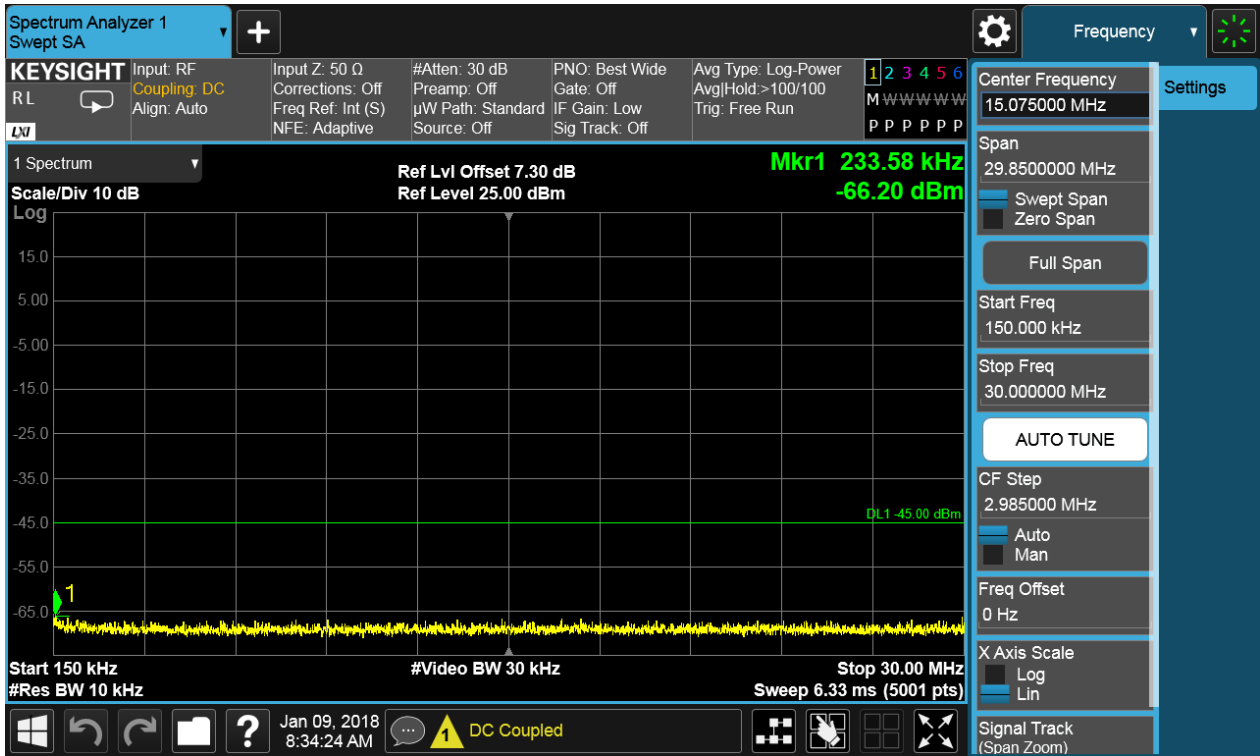 Spectrum Analyzer 1
Swept SA
+
Frequency
KEYSIGHT
RL
LXI
Input: RF
Coupling: DC
Align: Auto
Input Z: 50 Ω
Corrections: Off
Freq Ref: Int (S)
NFE: Adaptive
#Atten: 30 dB
Preamp: Off
µW Path: Standard
Source: Off
PNO: Best Wide
Gate: Off
IF Gain: Low
Sig Track: Off
Avg Type: Log-Power
Avg|Hold:>100/100
Trig: Free Run
1 2 3 4 5 6
M W W W W W
P P P P P P
1 Spectrum
Scale/Div 10 dB
Log
Ref Lvl Offset 7.30 dB
Ref Level 25.00 dBm
Mkr1 233.58 kHz
-66.20 dBm
15.0
5.00
-5.00
-15.0
-25.0
-35.0
-45.0
-55.0
-65.0
DL1 -45.00 dBm
1
Start 150 kHz
#Res BW 10 kHz
#Video BW 30 kHz
Stop 30.00 MHz
Sweep 6.33 ms (5001 pts)
Center Frequency
15.075000 MHz
Span
29.8500000 MHz
Swept Span
Zero Span
Full Span
Start Freq
150.000 kHz
Stop Freq
30.000000 MHz
AUTO TUNE
CF Step
2.985000 MHz
Auto
Man
Freq Offset
0 Hz
X Axis Scale
Log
Lin
Signal Track
(Span Zoom)
Settings
?
Jan 09, 2018
8:34:24 AM
1
DC Coupled